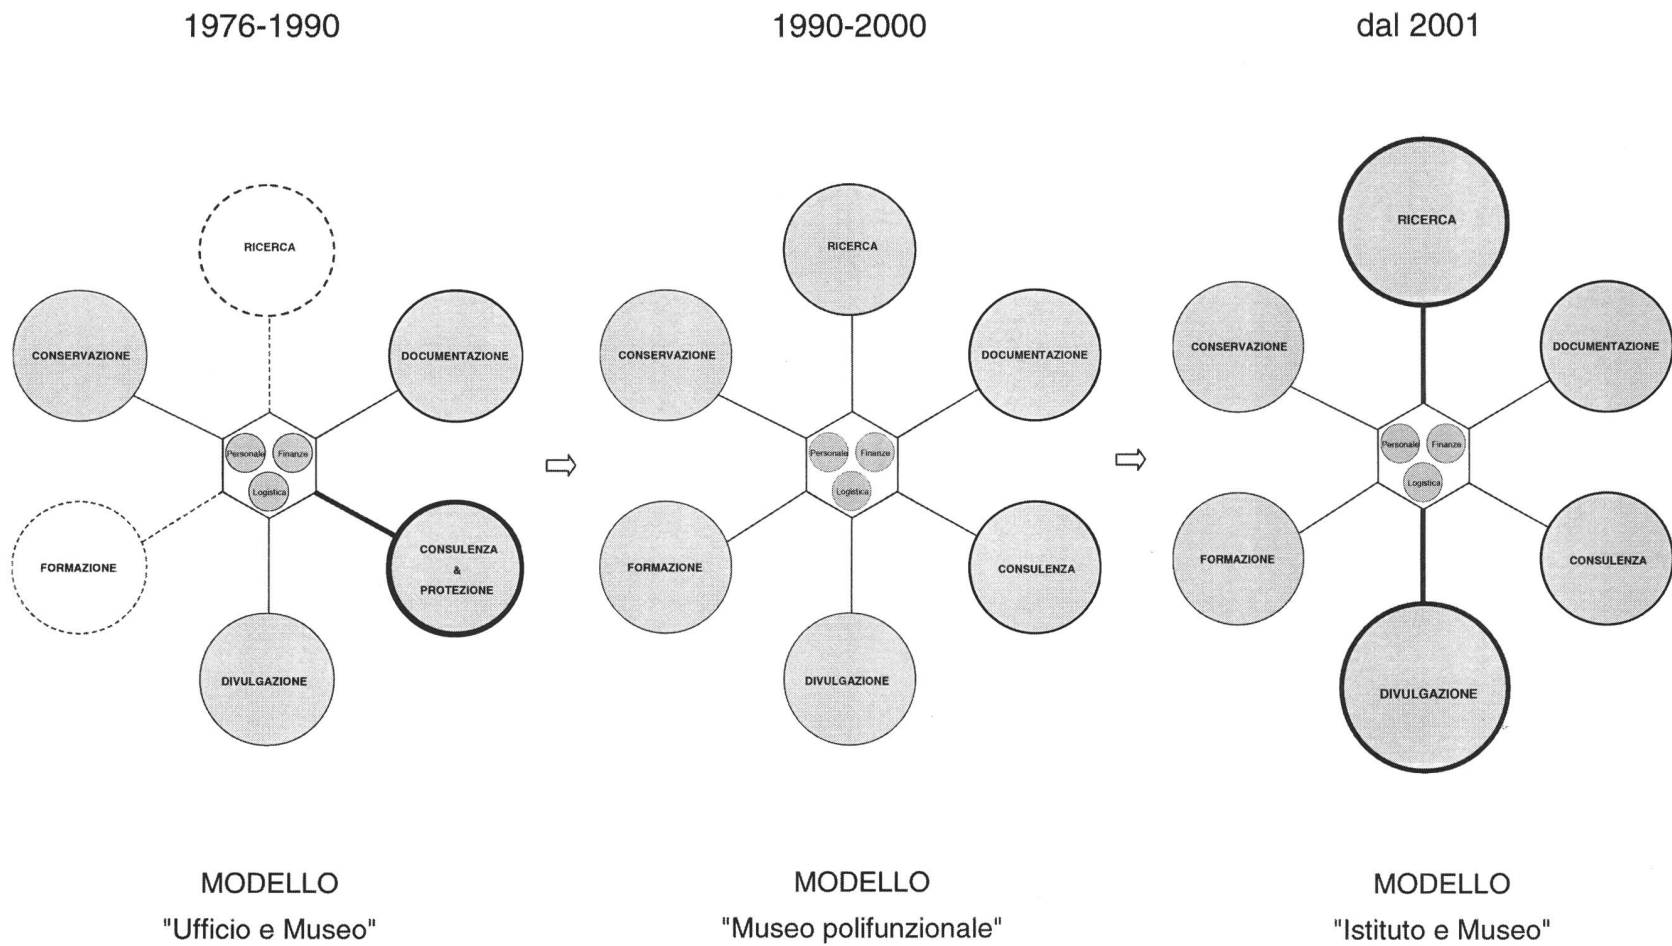 1976-1990
RICERCA
CONSERVAZIONE
DOCUMENTAZIONE
Personale
Finanze
Logistica
FORMAZIONE
CONSULENZA
&
PROTEZIONE
DIVULGAZIONE
MODELLO
"Ufficio e Museo"
1990-2000
RICERCA
CONSERVAZIONE
DOCUMENTAZIONE
Personale
Finanze
Logistica
FORMAZIONE
CONSULENZA
DIVULGAZIONE
MODELLO
"Museo polifunzionale"
dal 2001
RICERCA
CONSERVAZIONE
DOCUMENTAZIONE
Personale
Finanze
Logistica
FORMAZIONE
CONSULENZA
DIVULGAZIONE
MODELLO
"Istituto e Museo"